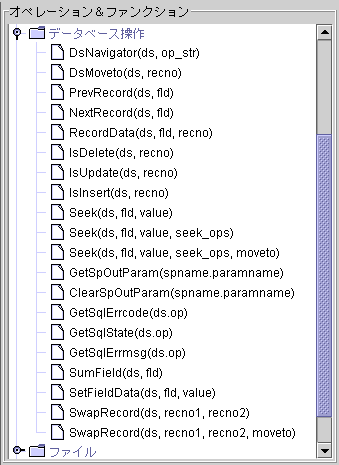 オペレーション＆ファンクション
データベース操作
DsNavigator(ds, op_str)
DsMoveto(ds, recno)
PrevRecord(ds, fld)
NextRecord(ds, fld)
RecordData(ds, fld, recno)
IsDelete(ds, recno)
IsUpdate(ds, recno)
IsInsert(ds, recno)
Seek(ds, fld, value)
Seek(ds, fld, value, seek_ops)
Seek(ds, fld, value, seek_ops, moveto)
GetSpOutParam(spname.paramname)
ClearSpOutParam(spname.paramname)
GetSqlErrcode(ds.op)
GetSqlState(ds.op)
GetSqlErrmsg(ds.op)
SumField(ds, fld)
SetFieldData(ds, fld, value)
SwapRecord(ds, recno1, recno2)
SwapRecord(ds, recno1, recno2, moveto)
ファイル